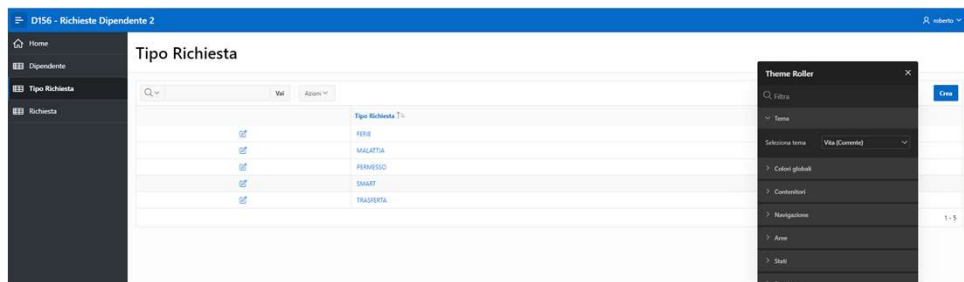 D156 - Richieste Dipendente 2
roberto
Home
Dipendente
Tipo Richiesta
Richiesta
Tipo Richiesta
Vai
Azioni
Crea
Tipo Richiesta
FERIE
MALATTIA
PERMESSO
SMART
TRASFERTA
1 - 5
Theme Roller
Filtra
Tema
Seleziona tema
Vita (Corrente)
Colori globali
Contenitori
Navigazione
Aree
Stati